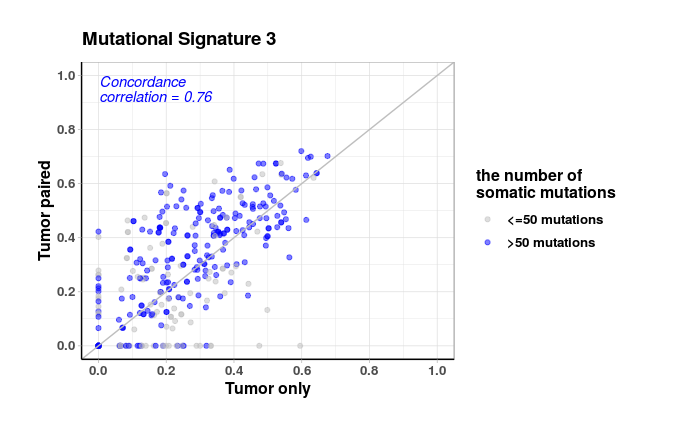 Mutational Signature 3
Concordance
correlation = 0.76
1.0
0.8
0.6
0.4
0.2
0.0
Tumor paired
0.0 0.2 0.4 0.6 0.8 1.0
Tumor only
the number of
somatic mutations
<=50 mutations
>50 mutations